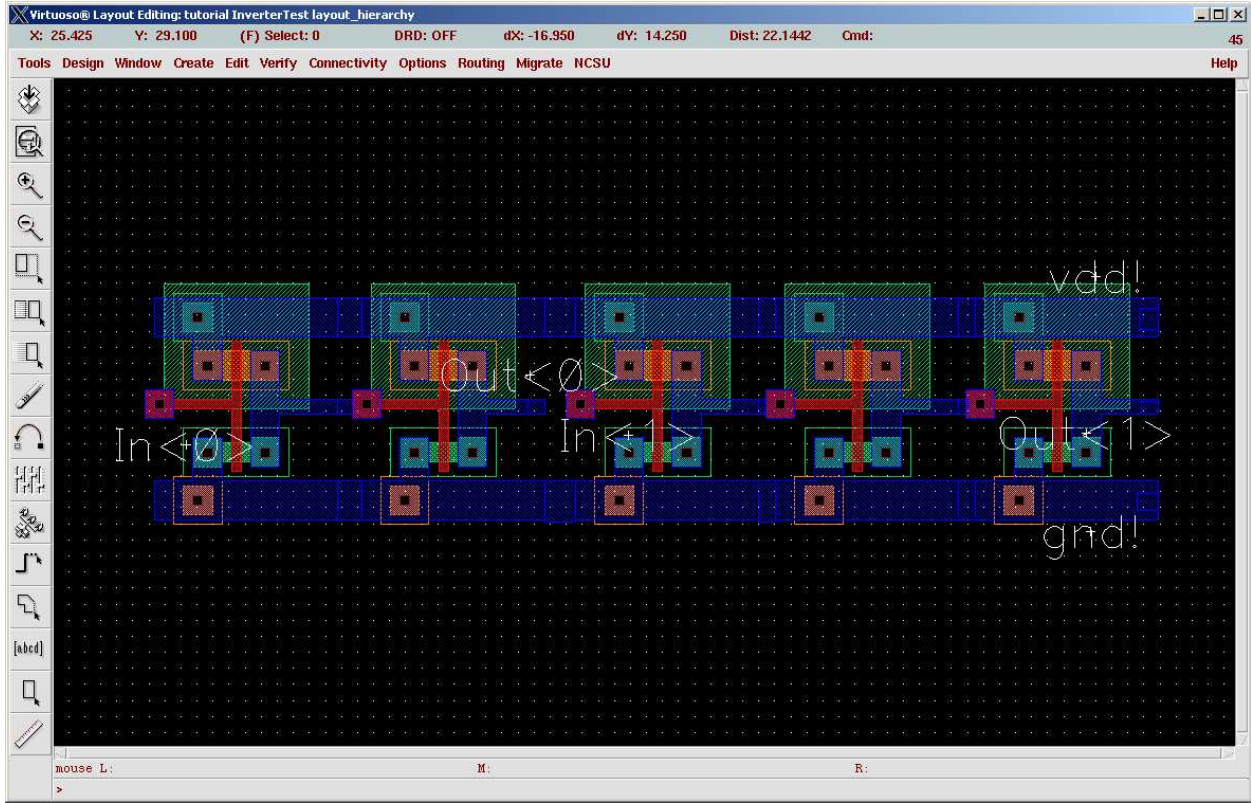 Virtuoso® Layout Editing: tutorial InverterTest layout_hierarchy
X: 25.425 Y: 29.100 (F) Select: 0 DRD: OFF dX: -16.950 dY: 14.250 Dist: 22.1442 Cmd:
45
Tools Design Window Create Edit Verify Connectivity Options Routing Migrate NCSU Help
vdd!
Out<0>
In<0>
In<1>
Out<1>
gnd!
[abcd]
mouse L: M: R:
>